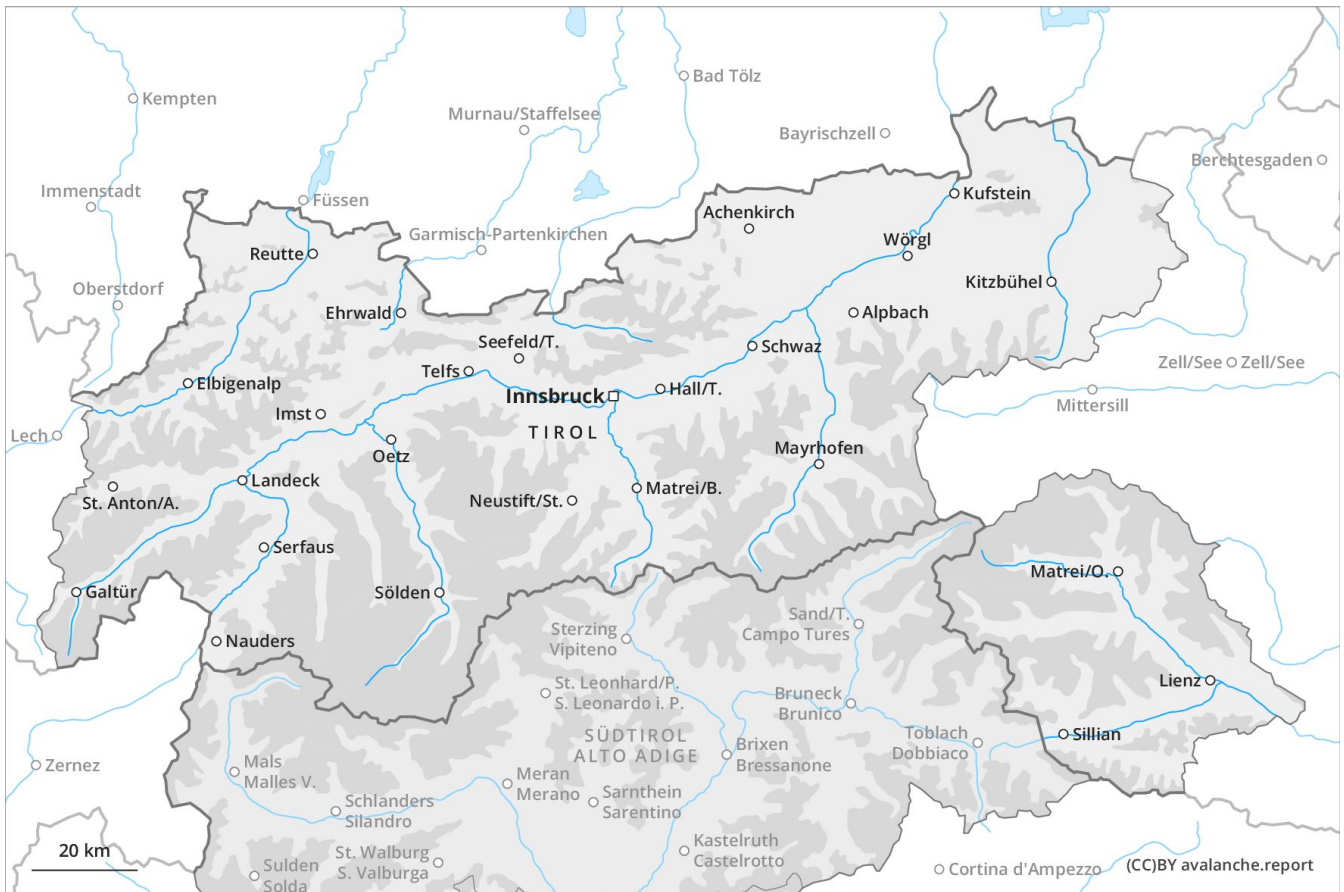 Kempten
Bad Tölz
Murnau/Staffelsee
Bayrischzell
Berchtesgaden
Immenstadt
Füssen
Kufstein
Achenkirch
Garmisch-Partenkirchen
Wörgl
Reutte
Kitzbühel
Oberstdorf
Ehrwald
Alpbach
Seefeld/T.
Schwaz
Telfs
Zell/See
Zell/See
Elbigenalp
Innsbruck
Hall/T.
Mittersill
Imst
TIROL
Lech
Oetz
Mayrhofen
Landeck
St. Anton/A.
Neustift/St.
Matrei/B.
Serfaus
Matrei/O.
Galtür
Sölden
Sand/T.
Campo Tures
Sterzing
Vipiteno
Nauders
Lienz
St. Leonhard/P.
S. Leonardo i. P.
Bruneck
Brunico
Sillian
SÜDTIROL
ALTO ADIGE
Toblach
Dobbiaco
Brixen
Bressanone
Zernez
Mals
Malles V.
Meran
Merano
Sarnthein
Sarentino
Schlanders
Silandro
Kastelruth
Castelrotto
20 km
St. Walburg
S. Valburga
Sulden
Solda
Cortina d'Ampezzo
(CC)BY avalanche.report